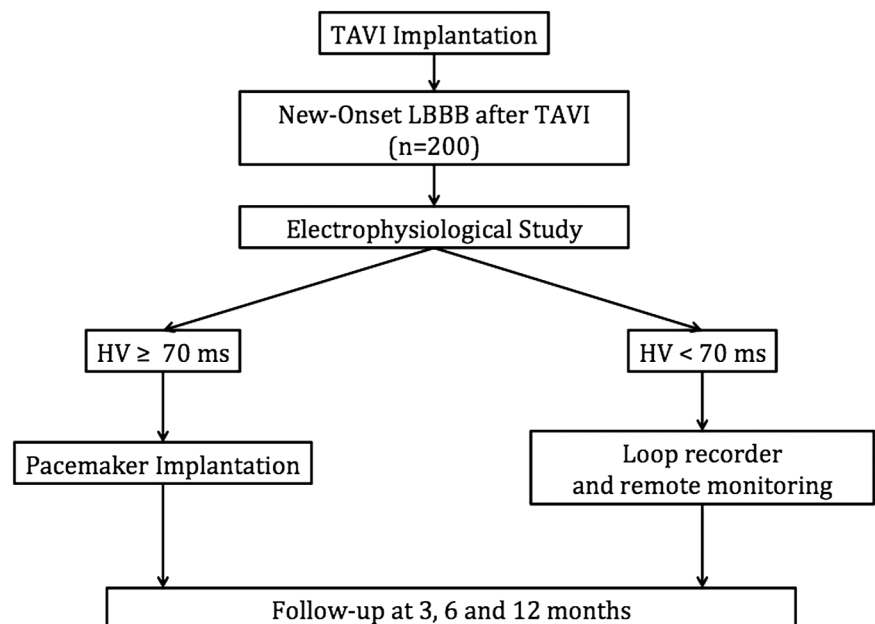 TAVI Implantation
New-Onset LBBB after TAVI
(n=200)
Electrophysiological Study
HV ≥ 70 ms
HV < 70 ms
Pacemaker Implantation
Loop recorder
and remote monitoring
Follow-up at 3, 6 and 12 months